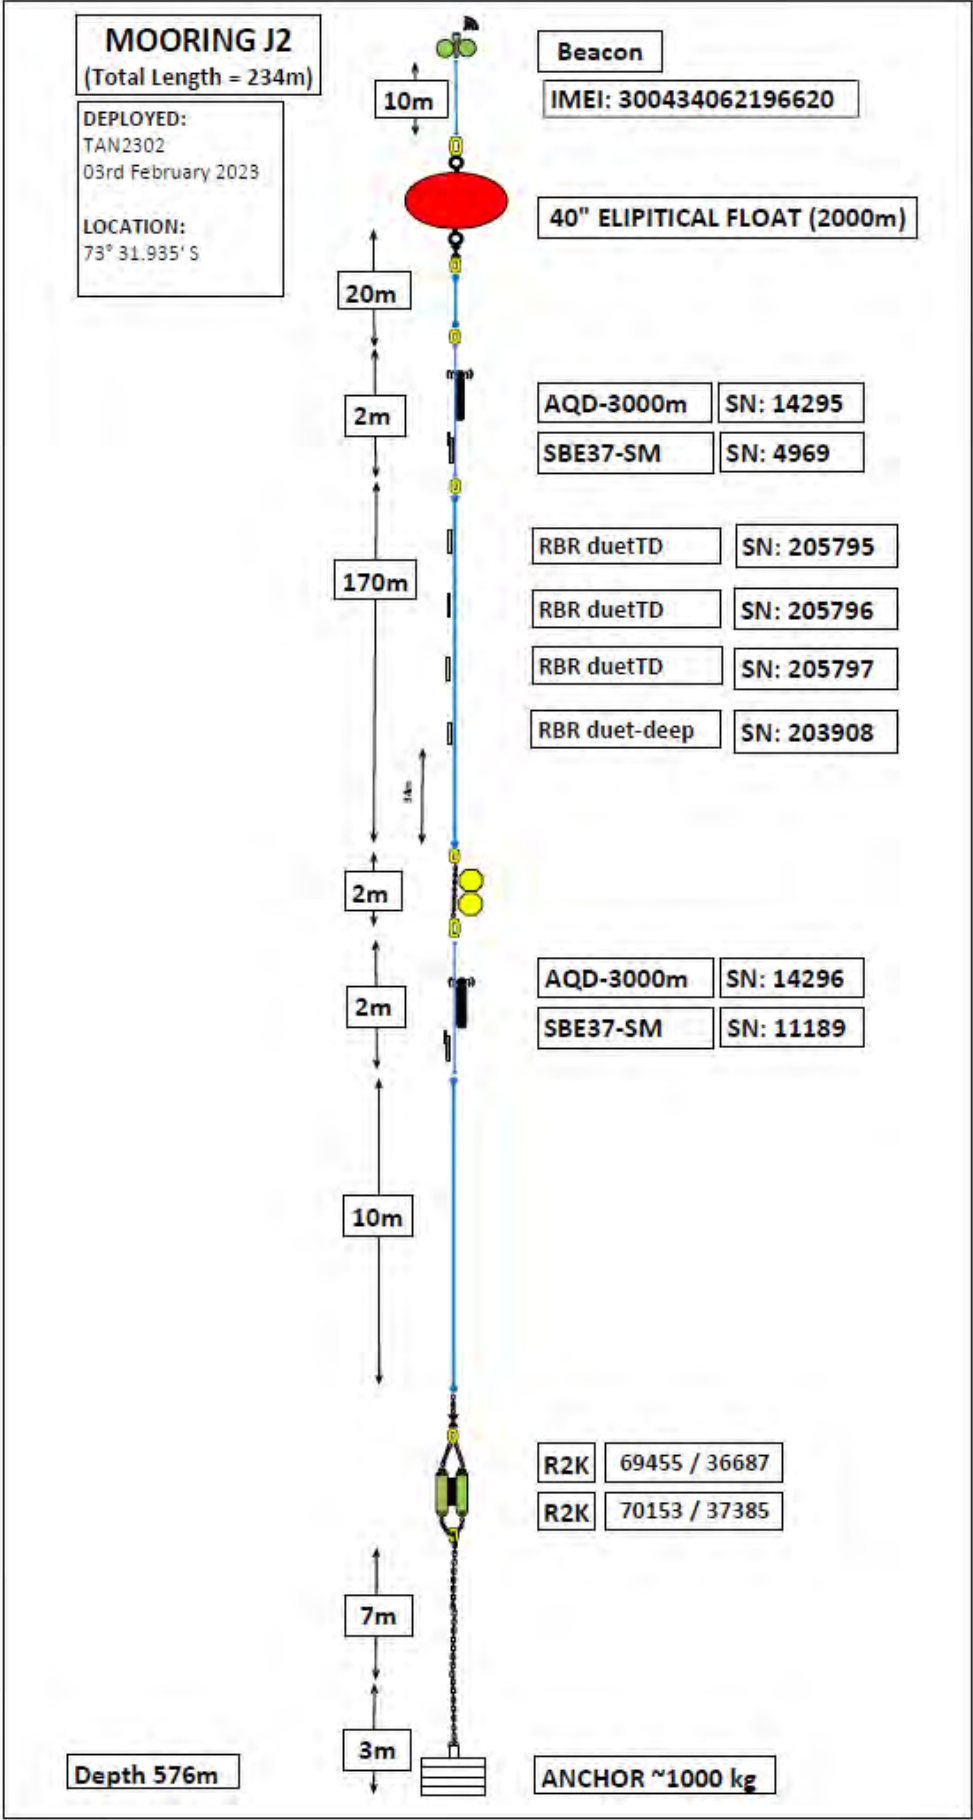 MOORING J2
(Total Length = 234m)
DEPLOYED:
TAN2302
03rd February 2023
LOCATION:
73° 31.935' S
Beacon
10m
IMEI: 300434062196620
40" ELIPITICAL FLOAT (2000m)
20m
2m
AQD-3000m SN: 14295
SBE37-SM SN: 4969
170m
RBR duetTD SN: 205795
RBR duetTD SN: 205796
RBR duetTD SN: 205797
RBR duet-deep SN: 203908
34m
2m
2m
AQD-3000m SN: 14296
SBE37-SM SN: 11189
10m
R2K 69455 / 36687
R2K 70153 / 37385
7m
3m
Depth 576m
ANCHOR ~1000 kg